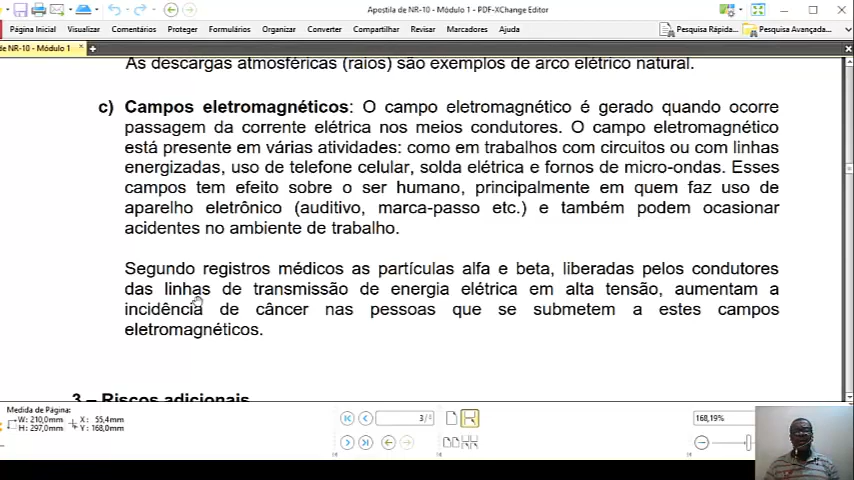 Apostila de NR-10 - Módulo 1 - PDF-XChange Editor
Página Inicial Visualizar Comentários Proteger Formulários Organizar Converter Compartilhar Revisar Marcadores Ajuda Pesquisa Rápida... Pesquisa Avançada...
de NR-10 - Módulo 1
As descargas atmosféricas (raios) são exemplos de arco elétrico natural.
c) Campos eletromagnéticos: O campo eletromagnético é gerado quando ocorre
passagem da corrente elétrica nos meios condutores. O campo eletromagnético
está presente em várias atividades: como em trabalhos com circuitos ou com linhas
energizadas, uso de telefone celular, solda elétrica e fornos de micro-ondas. Esses
campos tem efeito sobre o ser humano, principalmente em quem faz uso de
aparelho eletrônico (auditivo, marca-passo etc.) e também podem ocasionar
acidentes no ambiente de trabalho.
Segundo registros médicos as partículas alfa e beta, liberadas pelos condutores
das linhas de transmissão de energia elétrica em alta tensão, aumentam a
incidência de câncer nas pessoas que se submetem a estes campos
eletromagnéticos.
3 – Riscos adicionais
Medida de Página:
W: 210,0mm X: 55,4mm
H: 297,0mm Y: 168,0mm
3 /
168,19%